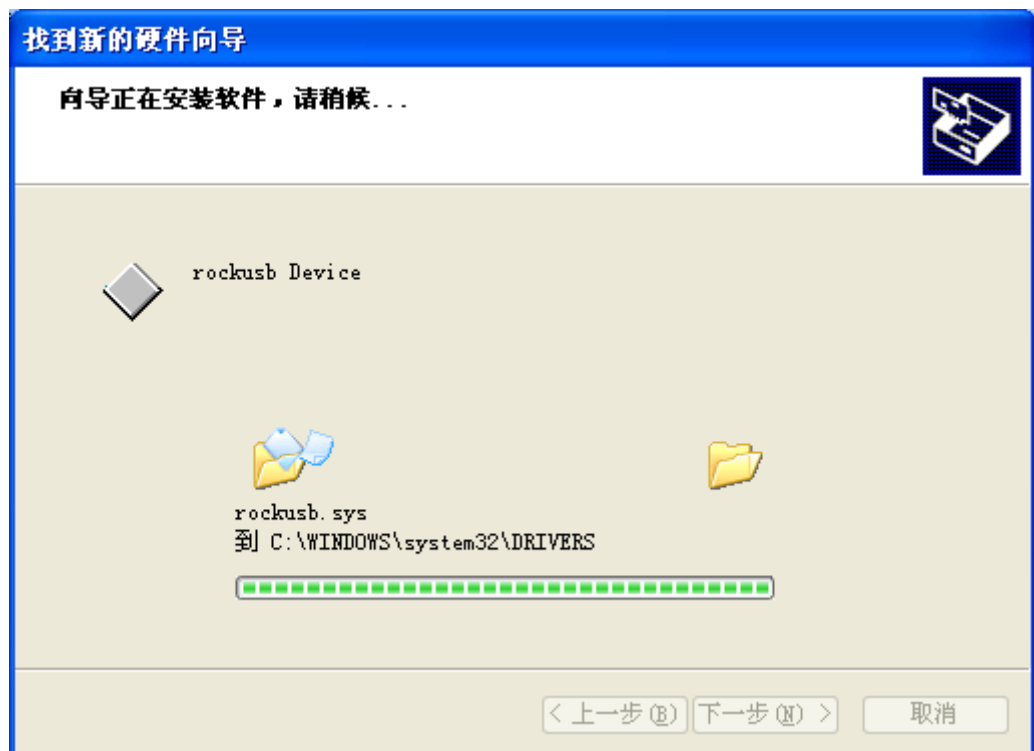 找到新的硬件向导
向导正在安装软件，请稍候...
rockusb Device
rockusb.sys
到 C:\WINDOWS\system32\DRIVERS
< 上一步(B) 下一步(N) > 取消